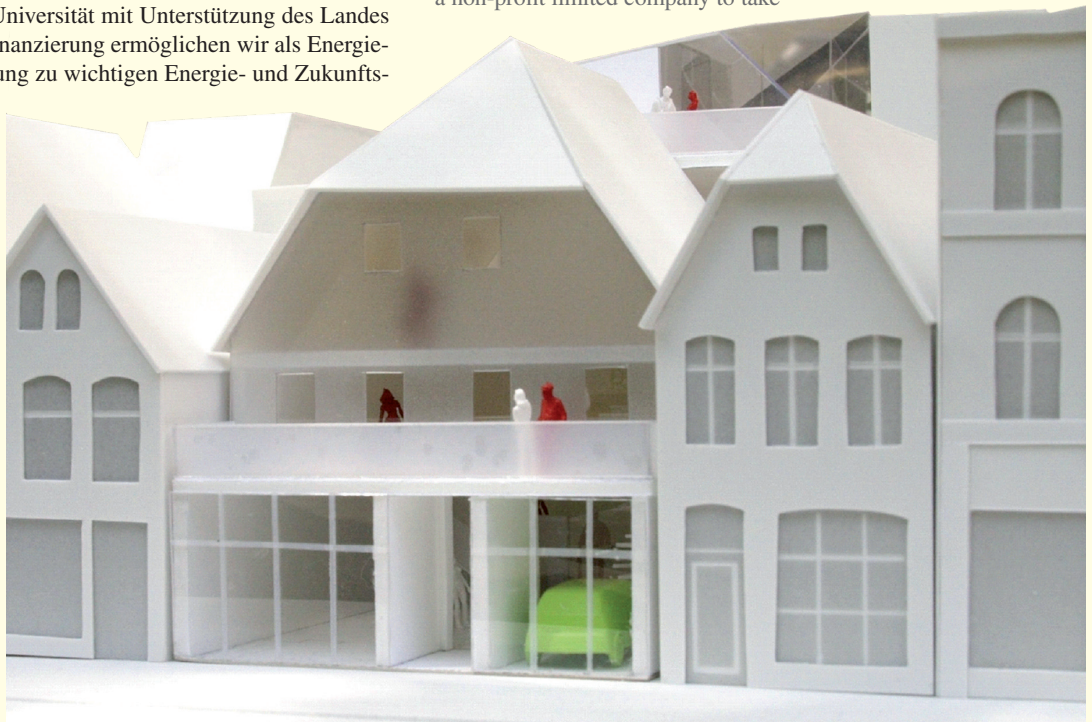 Universität mit Unterstützung des Landes
nanzierung ermöglichen wir als Energie-
ung zu wichtigen Energie- und Zukunfts-
a non-profit limited company to take